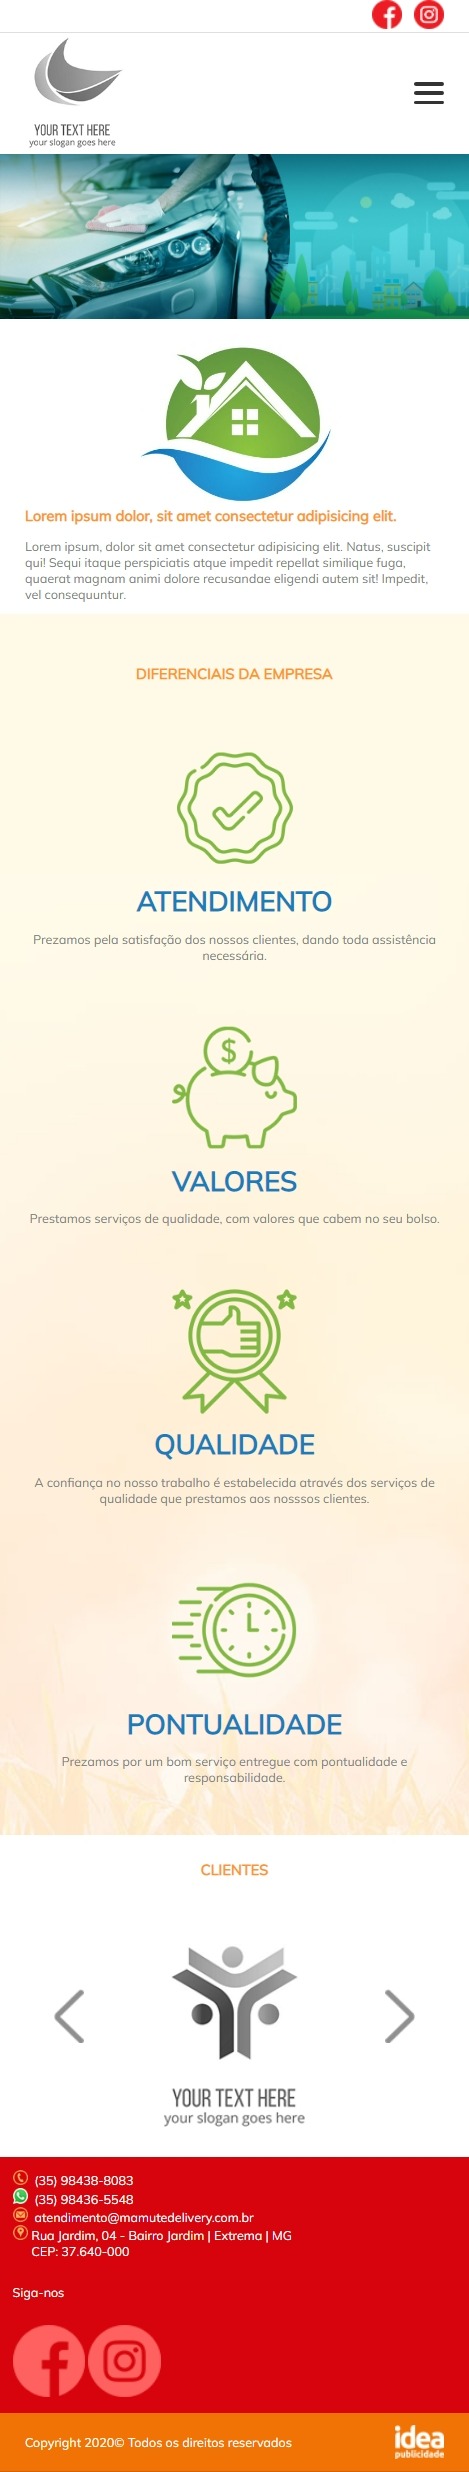 YOUR TEXT HERE
your slogan goes here
Lorem ipsum dolor, sit amet consectetur adipisicing elit.
Lorem ipsum, dolor sit amet consectetur adipisicing elit. Natus, suscipit
qui! Sequi itaque perspiciatis atque impedit repellat similique fuga,
quaerat magnam animi dolore recusandae eligendi autem sit! Impedit,
vel consequuntur.
DIFERENCIAIS DA EMPRESA
ATENDIMENTO
Prezamos pela satisfação dos nossos clientes, dando toda assistência
necessária.
$
VALORES
Prestamos serviços de qualidade, com valores que cabem no seu bolso.
QUALIDADE
A confiança no nosso trabalho é estabelecida através dos serviços de
qualidade que prestamos aos nosssos clientes.
PONTUALIDADE
Prezamos por um bom serviço entregue com pontualidade e
responsabilidade.
CLIENTES
YOUR TEXT HERE
your slogan goes here
(35) 98438-8083
(35) 98436-5548
atendimento@mamutedelivery.com.br
Rua Jardim, 04 - Bairro Jardim | Extrema | MG
CEP: 37.640-000
Siga-nos
Copyright 2020© Todos os direitos reservados
idea
publicidade